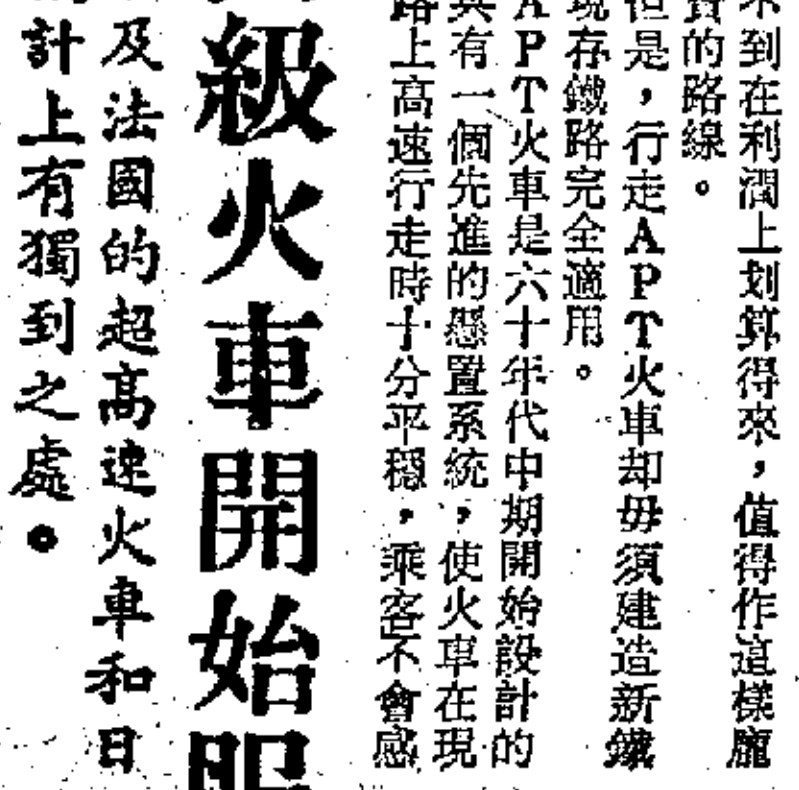 不到在利潤上划算得來，值得作這樣龐
的路線。
但是，行走APT火車却毋須建造新鐵
現存鐵路完全適用。
APT火車是六十年代中期開始設計的
具有一個先進的懸置系統，使火車在現
路上高速行走時十分平穩，乘客不會感
級火車開始服
及法國的超高速火車和日
計上有獨到之處。